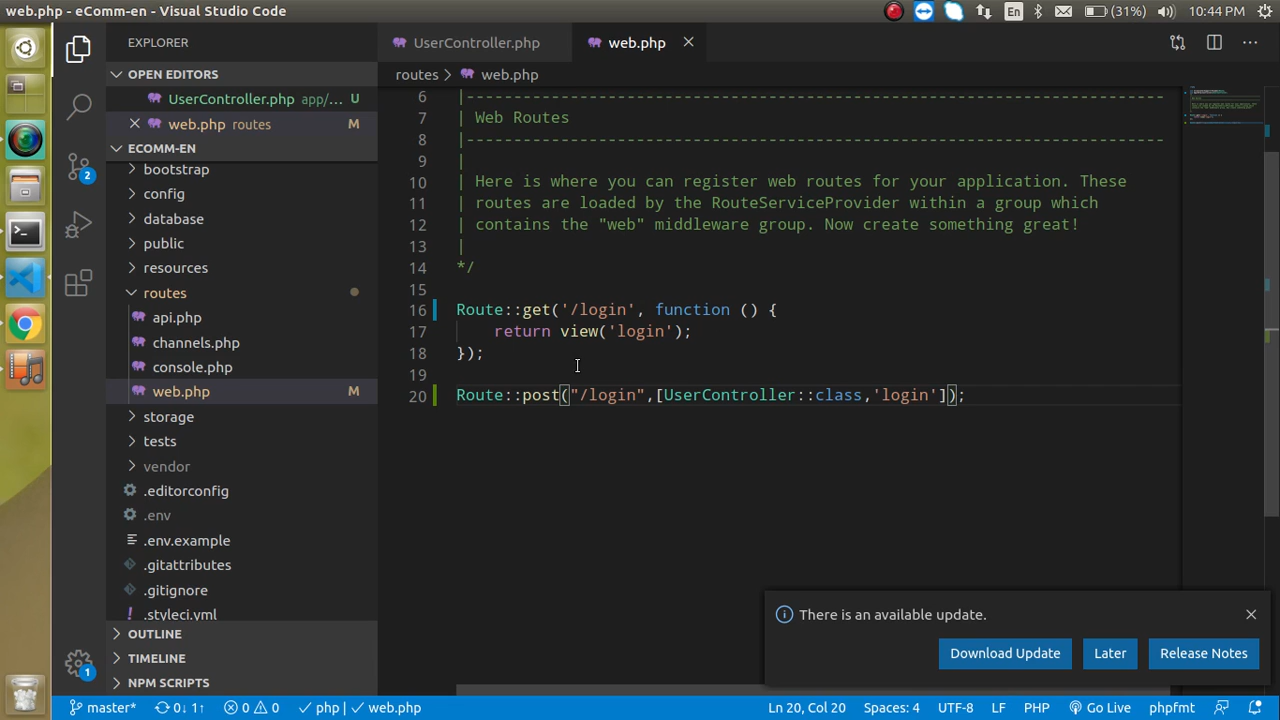 web.php - eComm-en - Visual Studio Code
En
(31%)
10:44 PM
EXPLORER
OPEN EDITORS
UserController.php app/... U
web.php routes M
ECOMM-EN
bootstrap
config
database
public
resources
routes
api.php
channels.php
console.php
web.php M
storage
tests
vendor
.editorconfig
.env
.env.example
.gitattributes
.gitignore
.styleci.yml
OUTLINE
TIMELINE
NPM SCRIPTS
2
1
UserController.php
web.php
routes > web.php
6 |--------------------------------------------------------------------------
7 | Web Routes
8 |--------------------------------------------------------------------------
9 |
10 | Here is where you can register web routes for your application. These
11 | routes are loaded by the RouteServiceProvider within a group which
12 | contains the "web" middleware group. Now create something great!
13 |
14 */
15
16 Route::get('/login', function () {
17 return view('login');
18 });
19
20 Route::post("/login",[UserController::class,'login']);
There is an available update.
Download Update
Later
Release Notes
master*
0↓ 1↑
0
0
php
web.php
Ln 20, Col 20
Spaces: 4
UTF-8
LF
PHP
Go Live
phpfmt